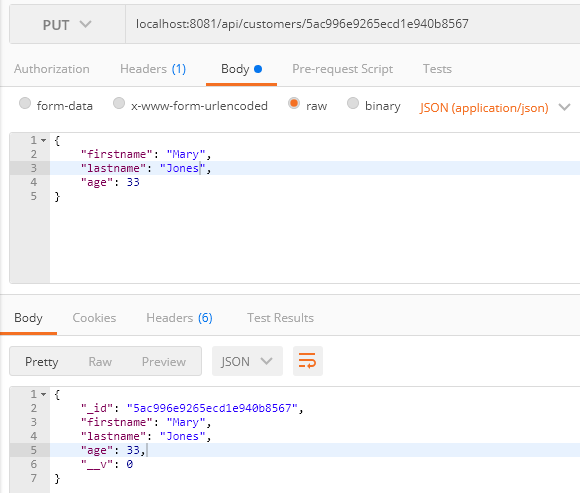 PUT localhost:8081/api/customers/5ac996e9265ecd1e940b8567
Authorization Headers (1) Body Pre-request Script Tests
form-data x-www-form-urlencoded raw binary JSON (application/json)
1 {
2 "firstname": "Mary",
3 "lastname": "Jones",
4 "age": 33
5 }
Body Cookies Headers (6) Test Results
Pretty Raw Preview JSON
1 {
2 "_id": "5ac996e9265ecd1e940b8567",
3 "firstname": "Mary",
4 "lastname": "Jones",
5 "age": 33,
6 "__v": 0
7 }